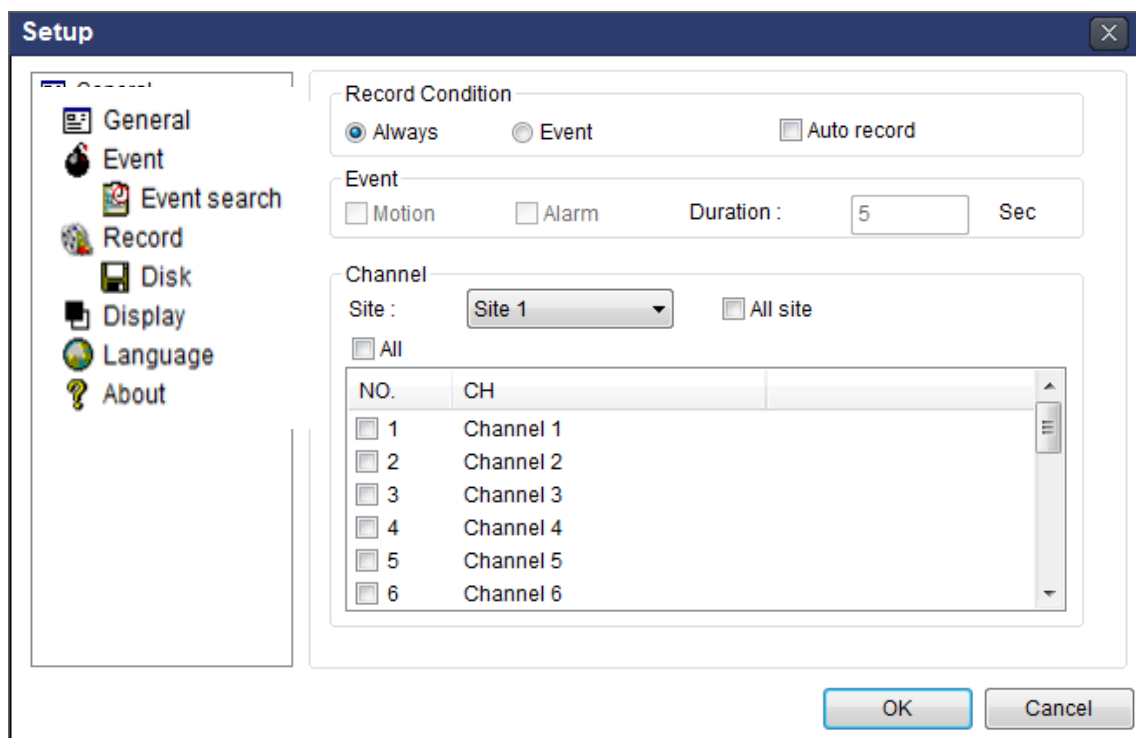 Setup
General
General
Event
Event search
Record
Disk
Display
Language
About
Record Condition
Always Event Auto record
Event
Motion Alarm Duration : 5 Sec
Channel
Site : Site 1 All site
All
NO. CH
1 Channel 1
2 Channel 2
3 Channel 3
4 Channel 4
5 Channel 5
6 Channel 6
OK Cancel